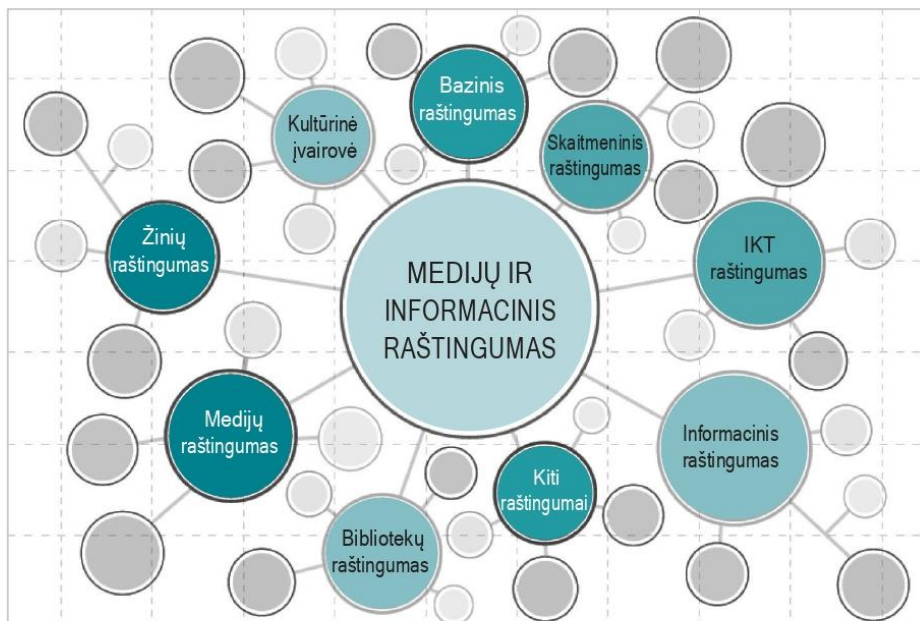 Bazinis
raštingumas
Kultūrinė
įvairovė
Skaitmeninis
raštingumas
Žinių
raštingumas
IKT
raštingumas
MEDIJŲ IR
INFORMACINIS
RAŠTINGUMAS
Medijų
raštingumas
Informacinis
raštingumas
Kiti
raštingumai
Bibliotekų
raštingumas